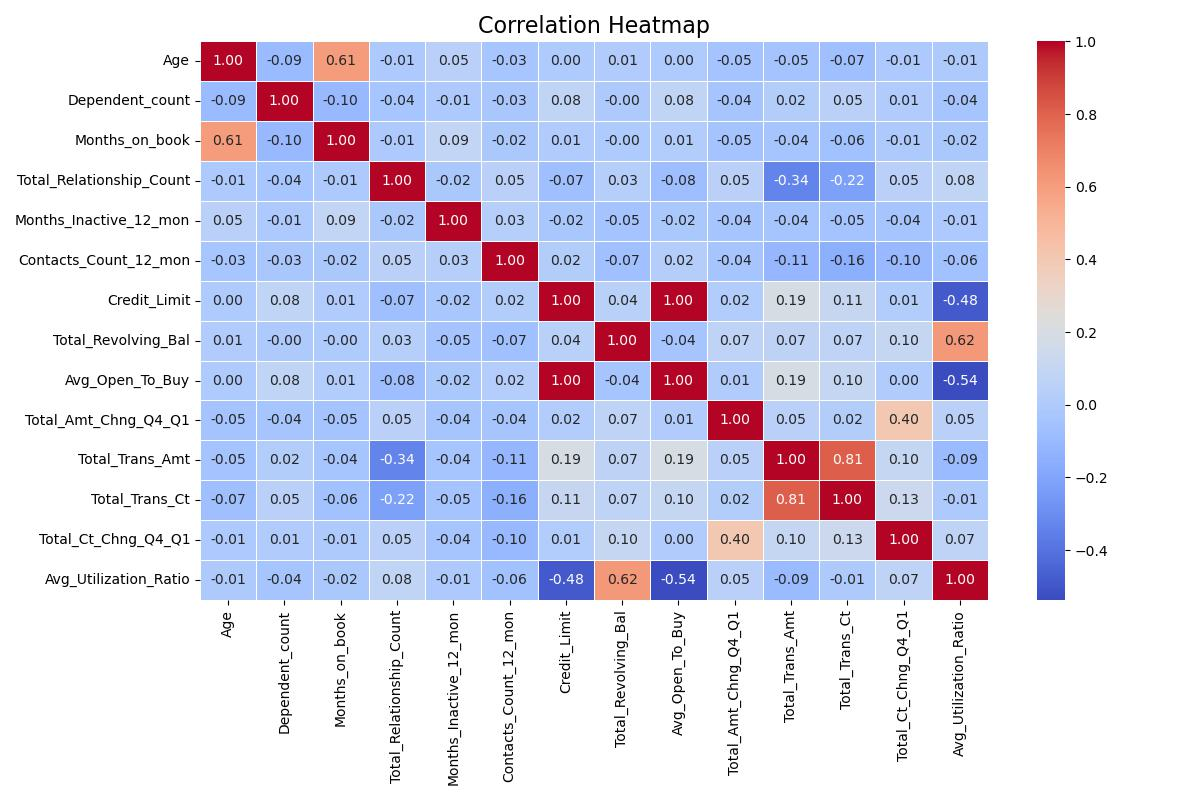 Correlation Heatmap
Age 1.00 -0.09 0.61 -0.01 0.05 -0.03 0.00 0.01 0.00 -0.05 -0.05 -0.07 -0.01 -0.01
Dependent_count -0.09 1.00 -0.10 -0.04 -0.01 -0.03 0.08 -0.00 0.08 -0.04 0.02 0.05 0.01 -0.04
Months_on_book 0.61 -0.10 1.00 -0.01 0.09 -0.02 0.01 -0.00 0.01 -0.05 -0.04 -0.06 -0.01 -0.02
Total_Relationship_Count -0.01 -0.04 -0.01 1.00 -0.02 0.05 -0.07 0.03 -0.08 0.05 -0.34 -0.22 0.05 0.08
Months_Inactive_12_mon 0.05 -0.01 0.09 -0.02 1.00 0.03 -0.02 -0.05 -0.02 -0.04 -0.04 -0.05 -0.04 -0.01
Contacts_Count_12_mon -0.03 -0.03 -0.02 0.05 0.03 1.00 0.02 -0.07 0.02 -0.04 -0.11 -0.16 -0.10 -0.06
Credit_Limit 0.00 0.08 0.01 -0.07 -0.02 0.02 1.00 0.04 1.00 0.02 0.19 0.11 0.01 -0.48
Total_Revolving_Bal 0.01 -0.00 -0.00 0.03 -0.05 -0.07 0.04 1.00 -0.04 0.07 0.07 0.07 0.10 0.62
Avg_Open_To_Buy 0.00 0.08 0.01 -0.08 -0.02 0.02 1.00 -0.04 1.00 0.01 0.19 0.10 0.00 -0.54
Total_Amt_Chng_Q4_Q1 -0.05 -0.04 -0.05 0.05 -0.04 -0.04 0.02 0.07 0.01 1.00 0.05 0.02 0.40 0.05
Total_Trans_Amt -0.05 0.02 -0.04 -0.34 -0.04 -0.11 0.19 0.07 0.19 0.05 1.00 0.81 0.10 -0.09
Total_Trans_Ct -0.07 0.05 -0.06 -0.22 -0.05 -0.16 0.11 0.07 0.10 0.02 0.81 1.00 0.13 -0.01
Total_Ct_Chng_Q4_Q1 -0.01 0.01 -0.01 0.05 -0.04 -0.10 0.01 0.10 0.00 0.40 0.10 0.13 1.00 0.07
Avg_Utilization_Ratio -0.01 -0.04 -0.02 0.08 -0.01 -0.06 -0.48 0.62 -0.54 0.05 -0.09 -0.01 0.07 1.00
Age
Dependent_count
Months_on_book
Total_Relationship_Count
Months_Inactive_12_mon
Contacts_Count_12_mon
Credit_Limit
Total_Revolving_Bal
Avg_Open_To_Buy
Total_Amt_Chng_Q4_Q1
Total_Trans_Amt
Total_Trans_Ct
Total_Ct_Chng_Q4_Q1
Avg_Utilization_Ratio
1.0
0.8
0.6
0.4
0.2
0.0
−0.2
−0.4